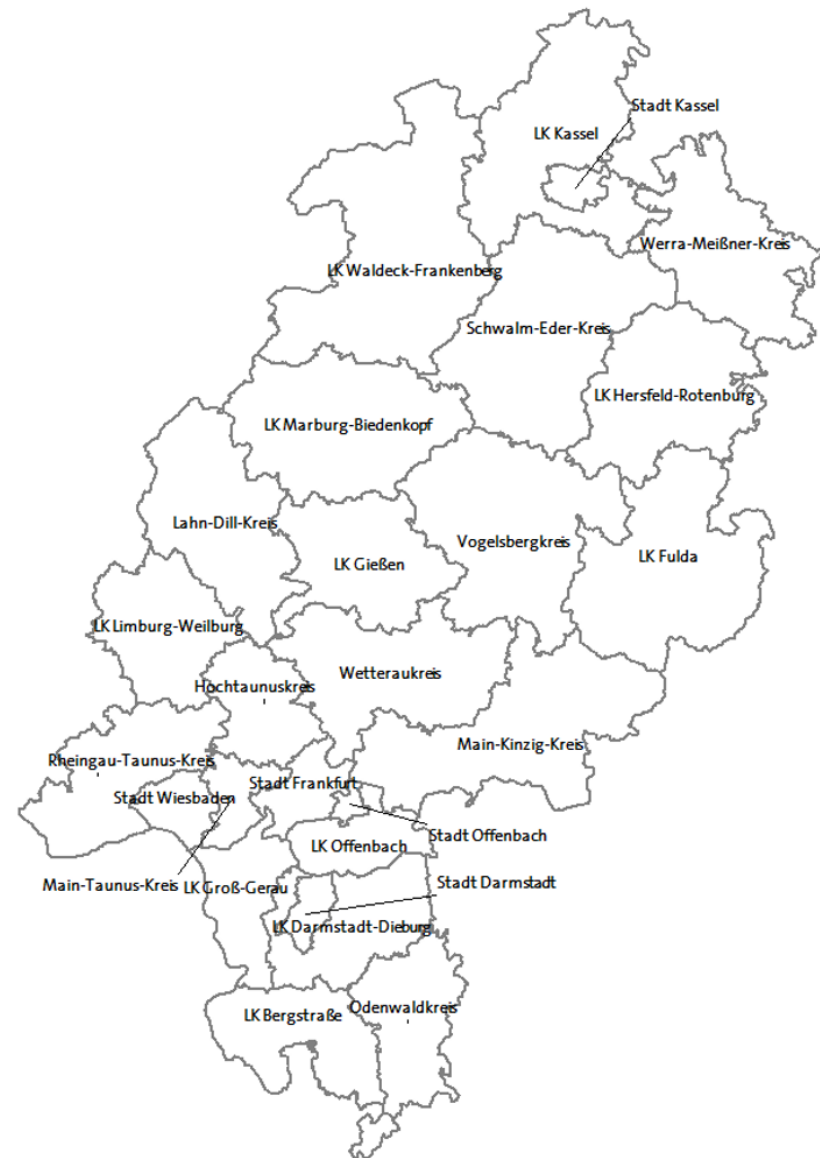 Stadt Kassel
LK Kassel
Werra-Meißner-Kreis
LK Waldeck-Frankenberg
Schwalm-Eder-Kreis
LK Hersfeld-Rotenburg
LK Marburg-Biedenkopf
Lahn-Dill-Kreis
Vogelsbergkreis
LK Fulda
LK Gießen
LK Limburg-Weilburg
Wetteraukreis
Hochtaunuskreis
Main-Kinzig-Kreis
Rheingau-Taunus-Kreis
Stadt Frankfurt
Stadt Wiesbaden
Stadt Offenbach
LK Offenbach
Main-Taunus-Kreis
LK Groß-Gerau
Stadt Darmstadt
LK Darmstadt-Dieburg
Odenwaldkreis
LK Bergstraße